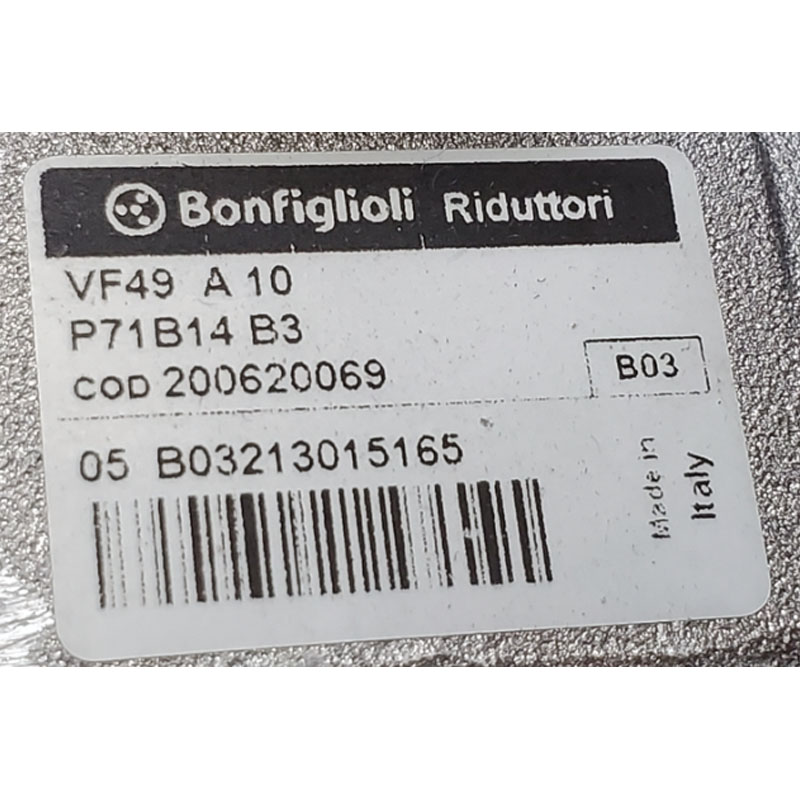 Bonfiglioli Riduttori
VF49 A 10
P71B14 B3
COD 200620069
B03
05 B03213015165
Made in
Italy